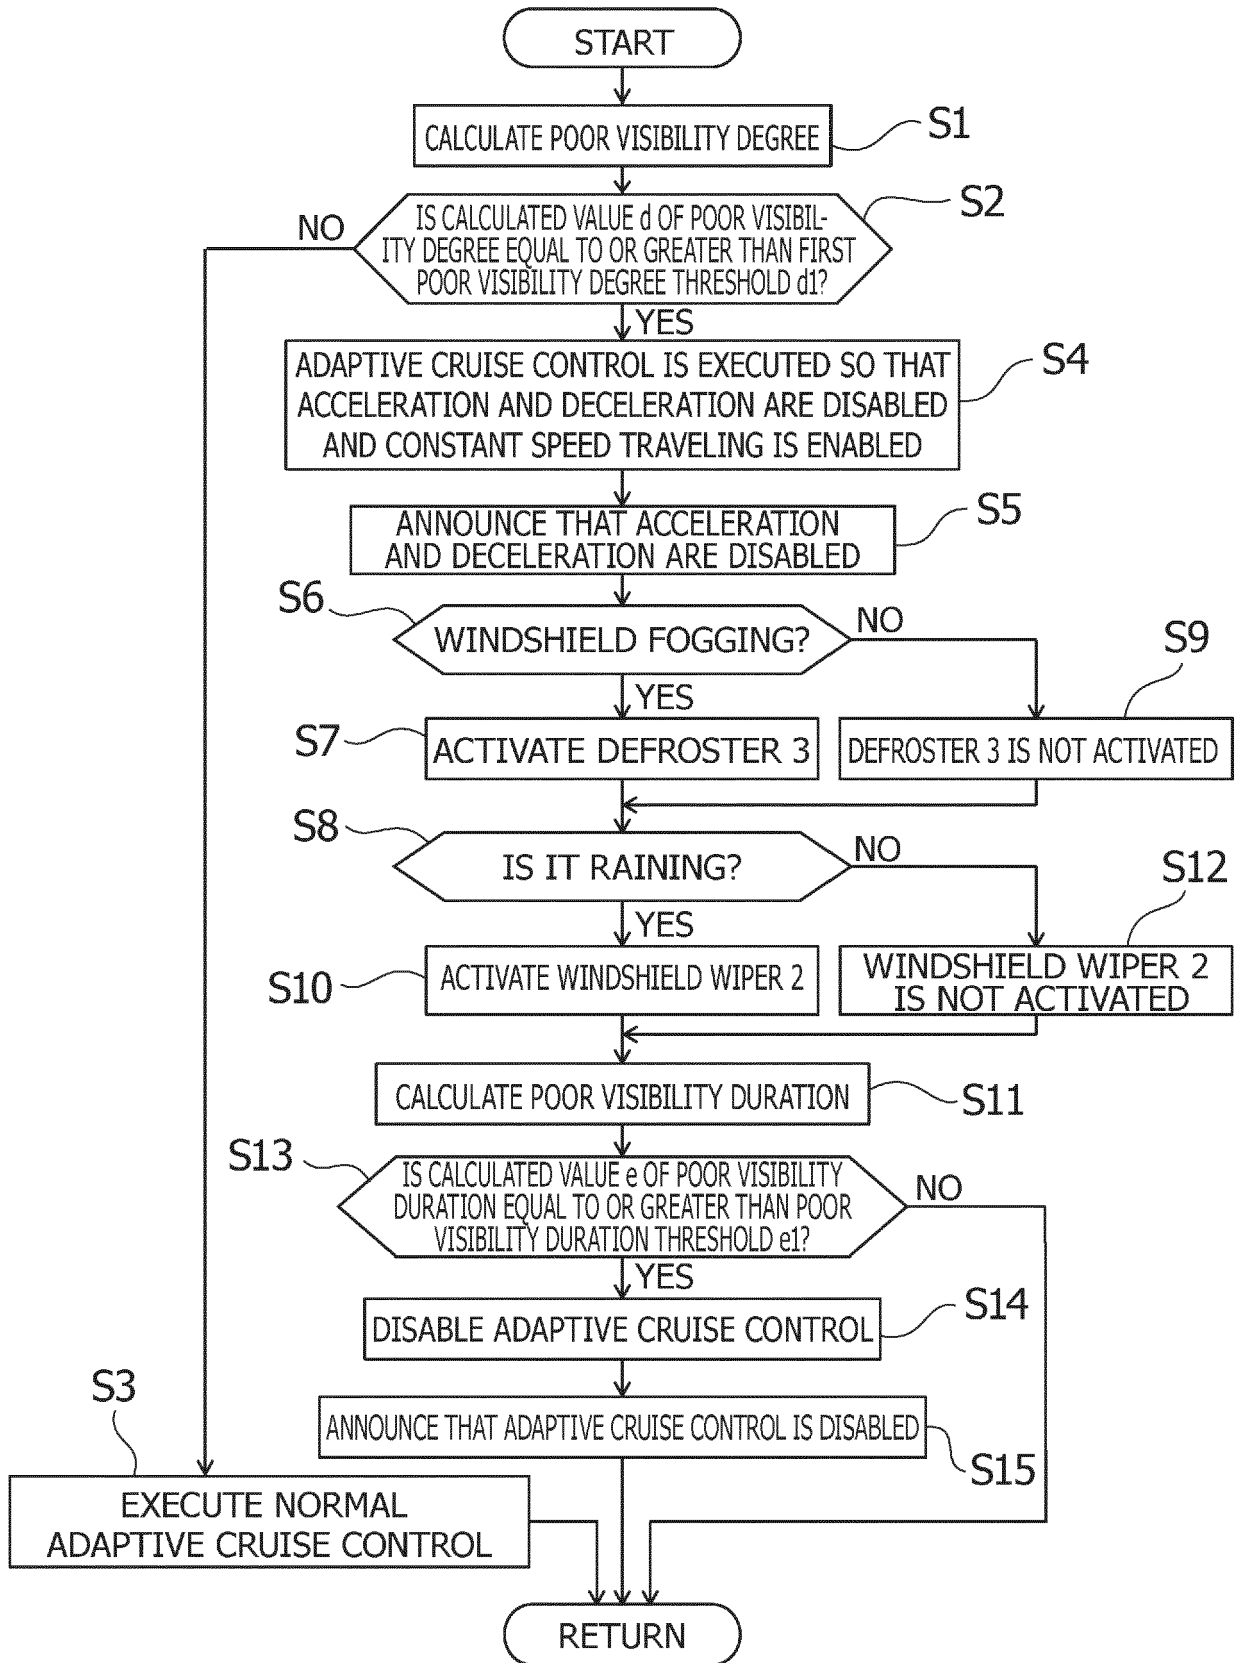 START
CALCULATE POOR VISIBILITY DEGREE
S1
IS CALCULATED VALUE d OF POOR VISIBIL-
ITY DEGREE EQUAL TO OR GREATER THAN FIRST
POOR VISIBILITY DEGREE THRESHOLD d1?
S2
NO
YES
ADAPTIVE CRUISE CONTROL IS EXECUTED SO THAT
ACCELERATION AND DECELERATION ARE DISABLED
AND CONSTANT SPEED TRAVELING IS ENABLED
S4
ANNOUNCE THAT ACCELERATION
AND DECELERATION ARE DISABLED
S5
S6
WINDSHIELD FOGGING?
NO
YES
S9
S7
ACTIVATE DEFROSTER 3
DEFROSTER 3 IS NOT ACTIVATED
S8
IS IT RAINING?
NO
YES
S12
S10
ACTIVATE WINDSHIELD WIPER 2
WINDSHIELD WIPER 2
IS NOT ACTIVATED
CALCULATE POOR VISIBILITY DURATION
S11
S13
IS CALCULATED VALUE e OF POOR VISIBILITY
DURATION EQUAL TO OR GREATER THAN POOR
VISIBILITY DURATION THRESHOLD e1?
NO
YES
DISABLE ADAPTIVE CRUISE CONTROL
S14
ANNOUNCE THAT ADAPTIVE CRUISE CONTROL IS DISABLED
S15
S3
EXECUTE NORMAL
ADAPTIVE CRUISE CONTROL
RETURN